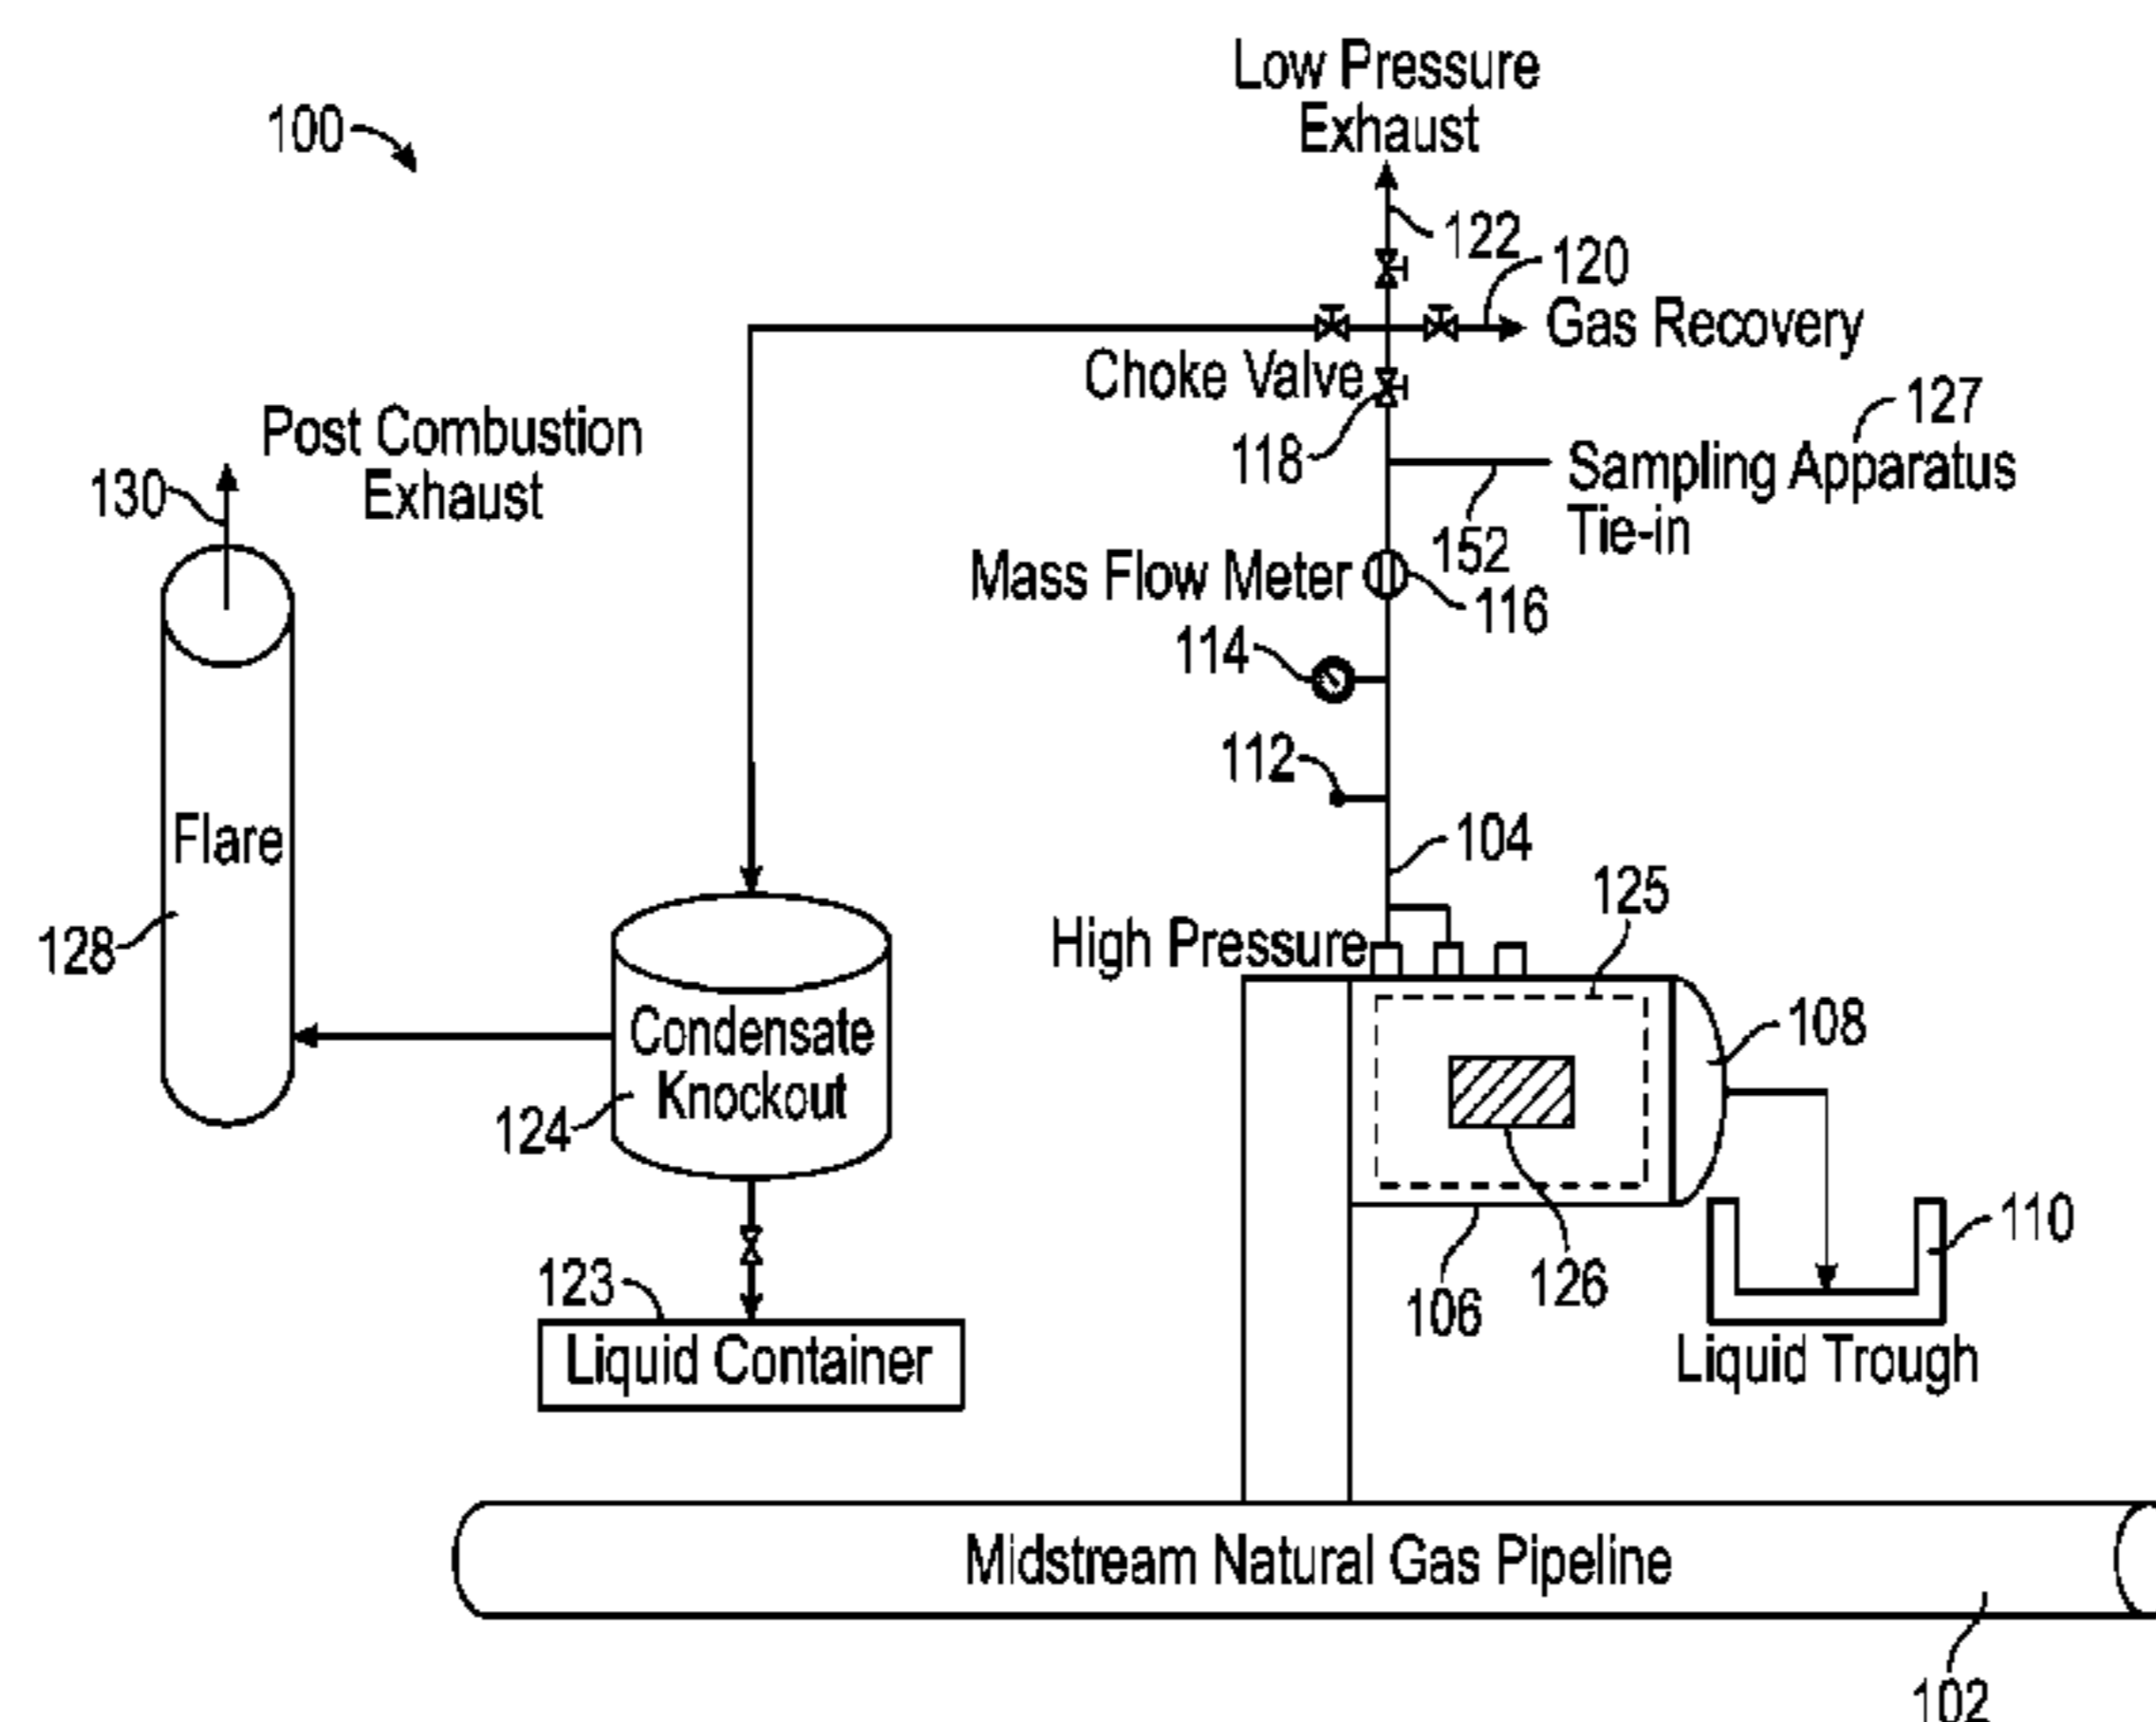 Low Pressure
Exhaust
100
122
120
Gas Recovery
Choke Valve
127
118
Sampling Apparatus
Tie-in
152
Post Combustion
Exhaust
130
Mass Flow Meter
116
114
112
104
Flare
125
128
High Pressure
108
Condensate
Knockout
124
110
126
106
123
Liquid Container
Liquid Trough
Midstream Natural Gas Pipeline
102